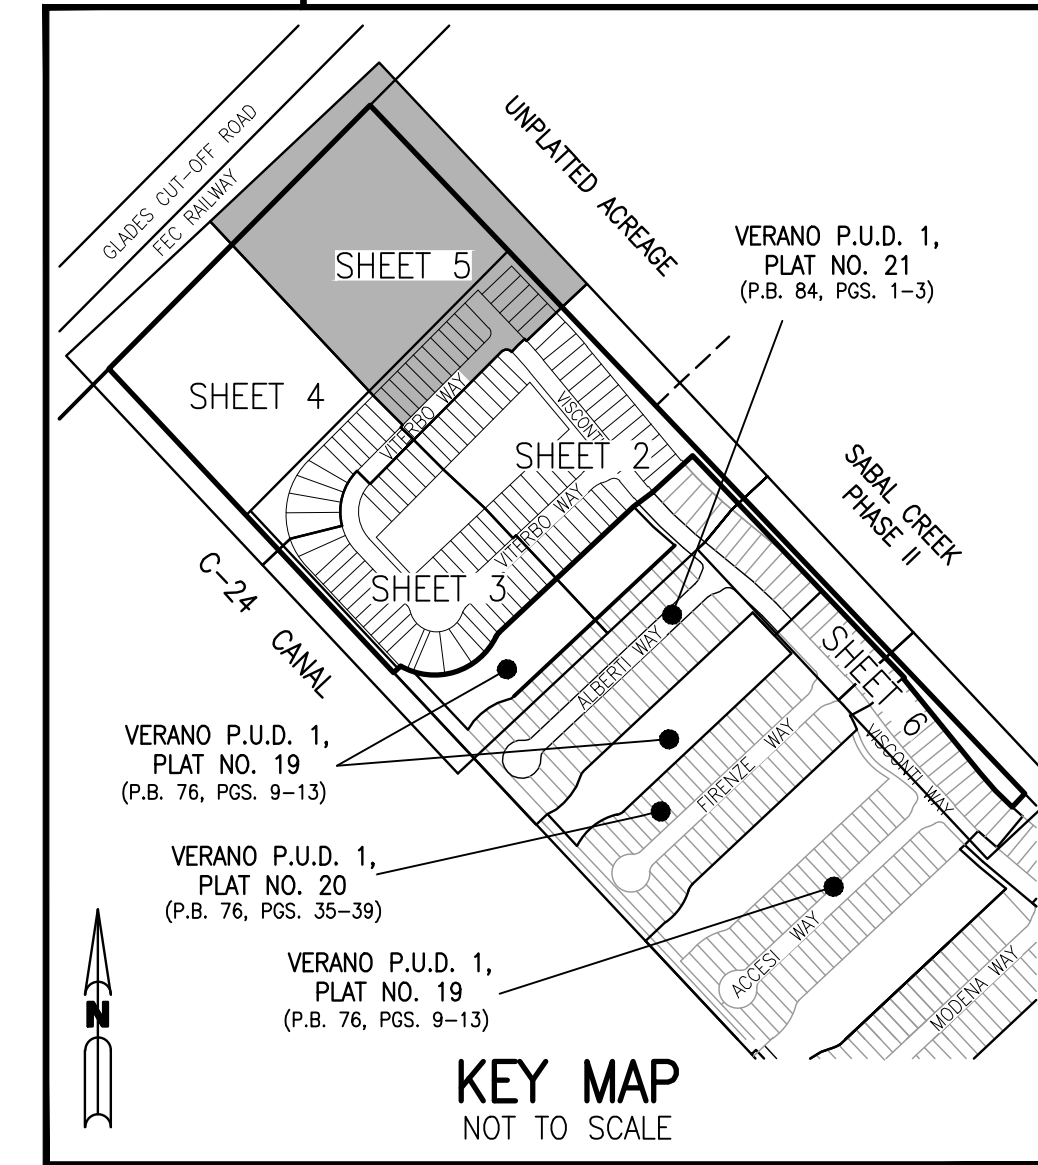 GLADES CUT-OFF ROAD
FEC RAILWAY
UNPLATTED ACREAGE
VERANO P.U.D. 1,
PLAT NO. 21
(P.B. 84, PGS. 1-3)
SHEET 5
SHEET 4
VITERBO WAY
VISCONTI
SHEET 2
VITERBO WAY
SABAL CREEK
PHASE II
SHEET 3
C-24 CANAL
ALBERTI WAY
SHEET 6
VERANO P.U.D. 1,
PLAT NO. 19
(P.B. 76, PGS. 9-13)
FIRENZE WAY
VISCONTI WAY
VERANO P.U.D. 1,
PLAT NO. 20
(P.B. 76, PGS. 35-39)
VERANO P.U.D. 1,
PLAT NO. 19
(P.B. 76, PGS. 9-13)
ACCESI WAY
MODENA WAY
N
KEY MAP
NOT TO SCALE